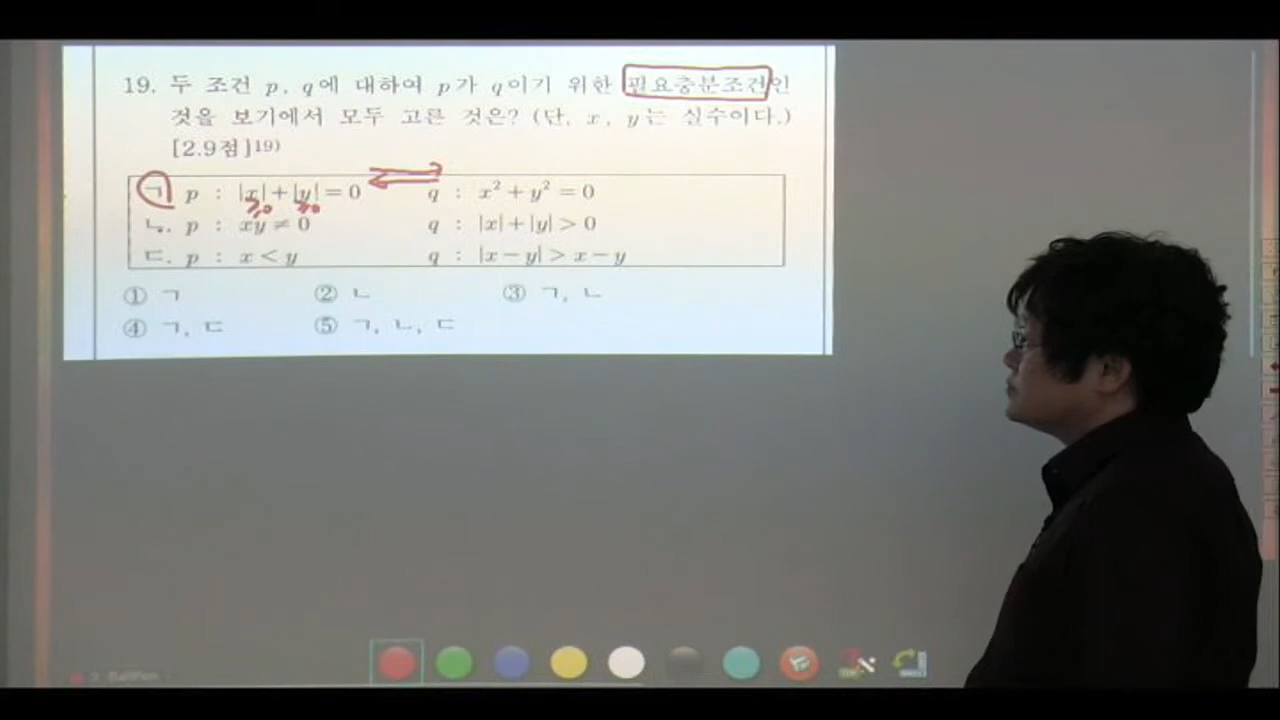 19. 두 조건 p, q에 대하여 p가 q이기 위한 필요충분조건인
것을 보기에서 모두 고른 것은? (단, x, y는 실수이다.)
[2.9점]19)
ㄱ. p : |x|+|y|=0 q : x²+y²=0
≥0 ≥0
ㄴ. p : xy≠0 q : |x|+|y|>0
ㄷ. p : x<y q : |x-y|>x-y
① ㄱ ② ㄴ ③ ㄱ, ㄴ
④ ㄱ, ㄷ ⑤ ㄱ, ㄴ, ㄷ